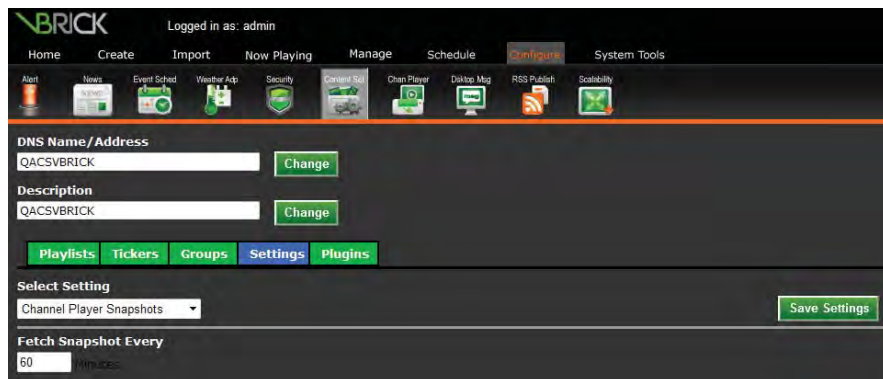 VBRICK
Logged in as: admin
Home Create Import Now Playing Manage Schedule Configure System Tools
Alert News Event Sched Weather Adp Security Content Svr Chan Player Dsktop Msg RSS Publish Scalability
NEWS
DNS Name/Address
QACSVBRICK Change
Description
QACSVBRICK Change
Playlists Tickers Groups Settings Plugins
Select Setting
Channel Player Snapshots Save Settings
Fetch Snapshot Every
60 Minutes